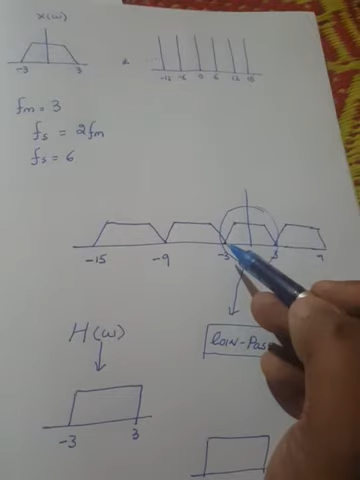 X(ω)
-3 3
& -12 -6 0 6 12 18
fm = 3
fs = 2fm
fs = 6
-15 -9 -3 3 9
H(ω)
low-Pass
-3 3